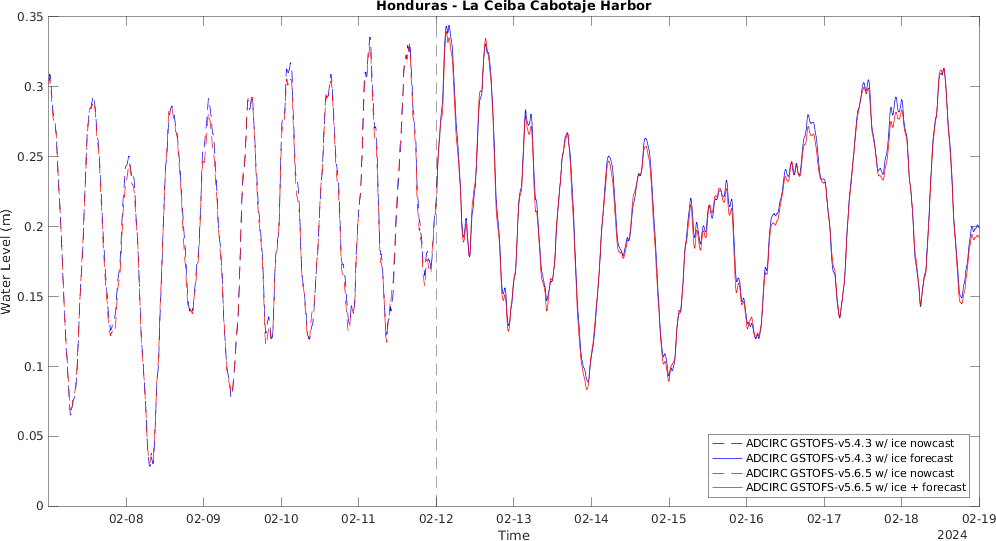 Honduras - La Ceiba Cabotaje Harbor
0.35
0.3
0.25
0.2
0.15
0.1
0.05
0
Water Level (m)
ADCIRC GSTOFS-v5.4.3 w/ ice nowcast
ADCIRC GSTOFS-v5.4.3 w/ ice forecast
ADCIRC GSTOFS-v5.6.5 w/ ice nowcast
ADCIRC GSTOFS-v5.6.5 w/ ice + forecast
02-08 02-09 02-10 02-11 02-12 02-13 02-14 02-15 02-16 02-17 02-18 02-19
Time
2024